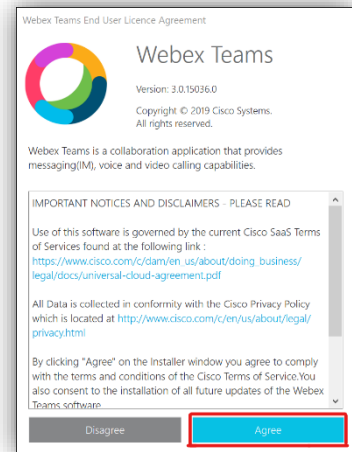 Webex Teams End User Licence Agreement
Webex Teams
Version: 3.0.15036.0
Copyright © 2019 Cisco Systems.
All rights reserved.
Webex Teams is a collaboration application that provides
messaging(IM), voice and video calling capabilities.
IMPORTANT NOTICES AND DISCLAIMERS - PLEASE READ
Use of this software is governed by the current Cisco SaaS Terms
of Services found at the following link :
https://www.cisco.com/c/dam/en_us/about/doing_business/
legal/docs/universal-cloud-agreement.pdf
All Data is collected in conformity with the Cisco Privacy Policy
which is located at http://www.cisco.com/c/en/us/about/legal/
privacy.html
By clicking "Agree" on the Installer window you agree to comply
with the terms and conditions of the Cisco Terms of Service.You
also consent to the installation of all future updates of the Webex
Teams software
Disagree
Agree